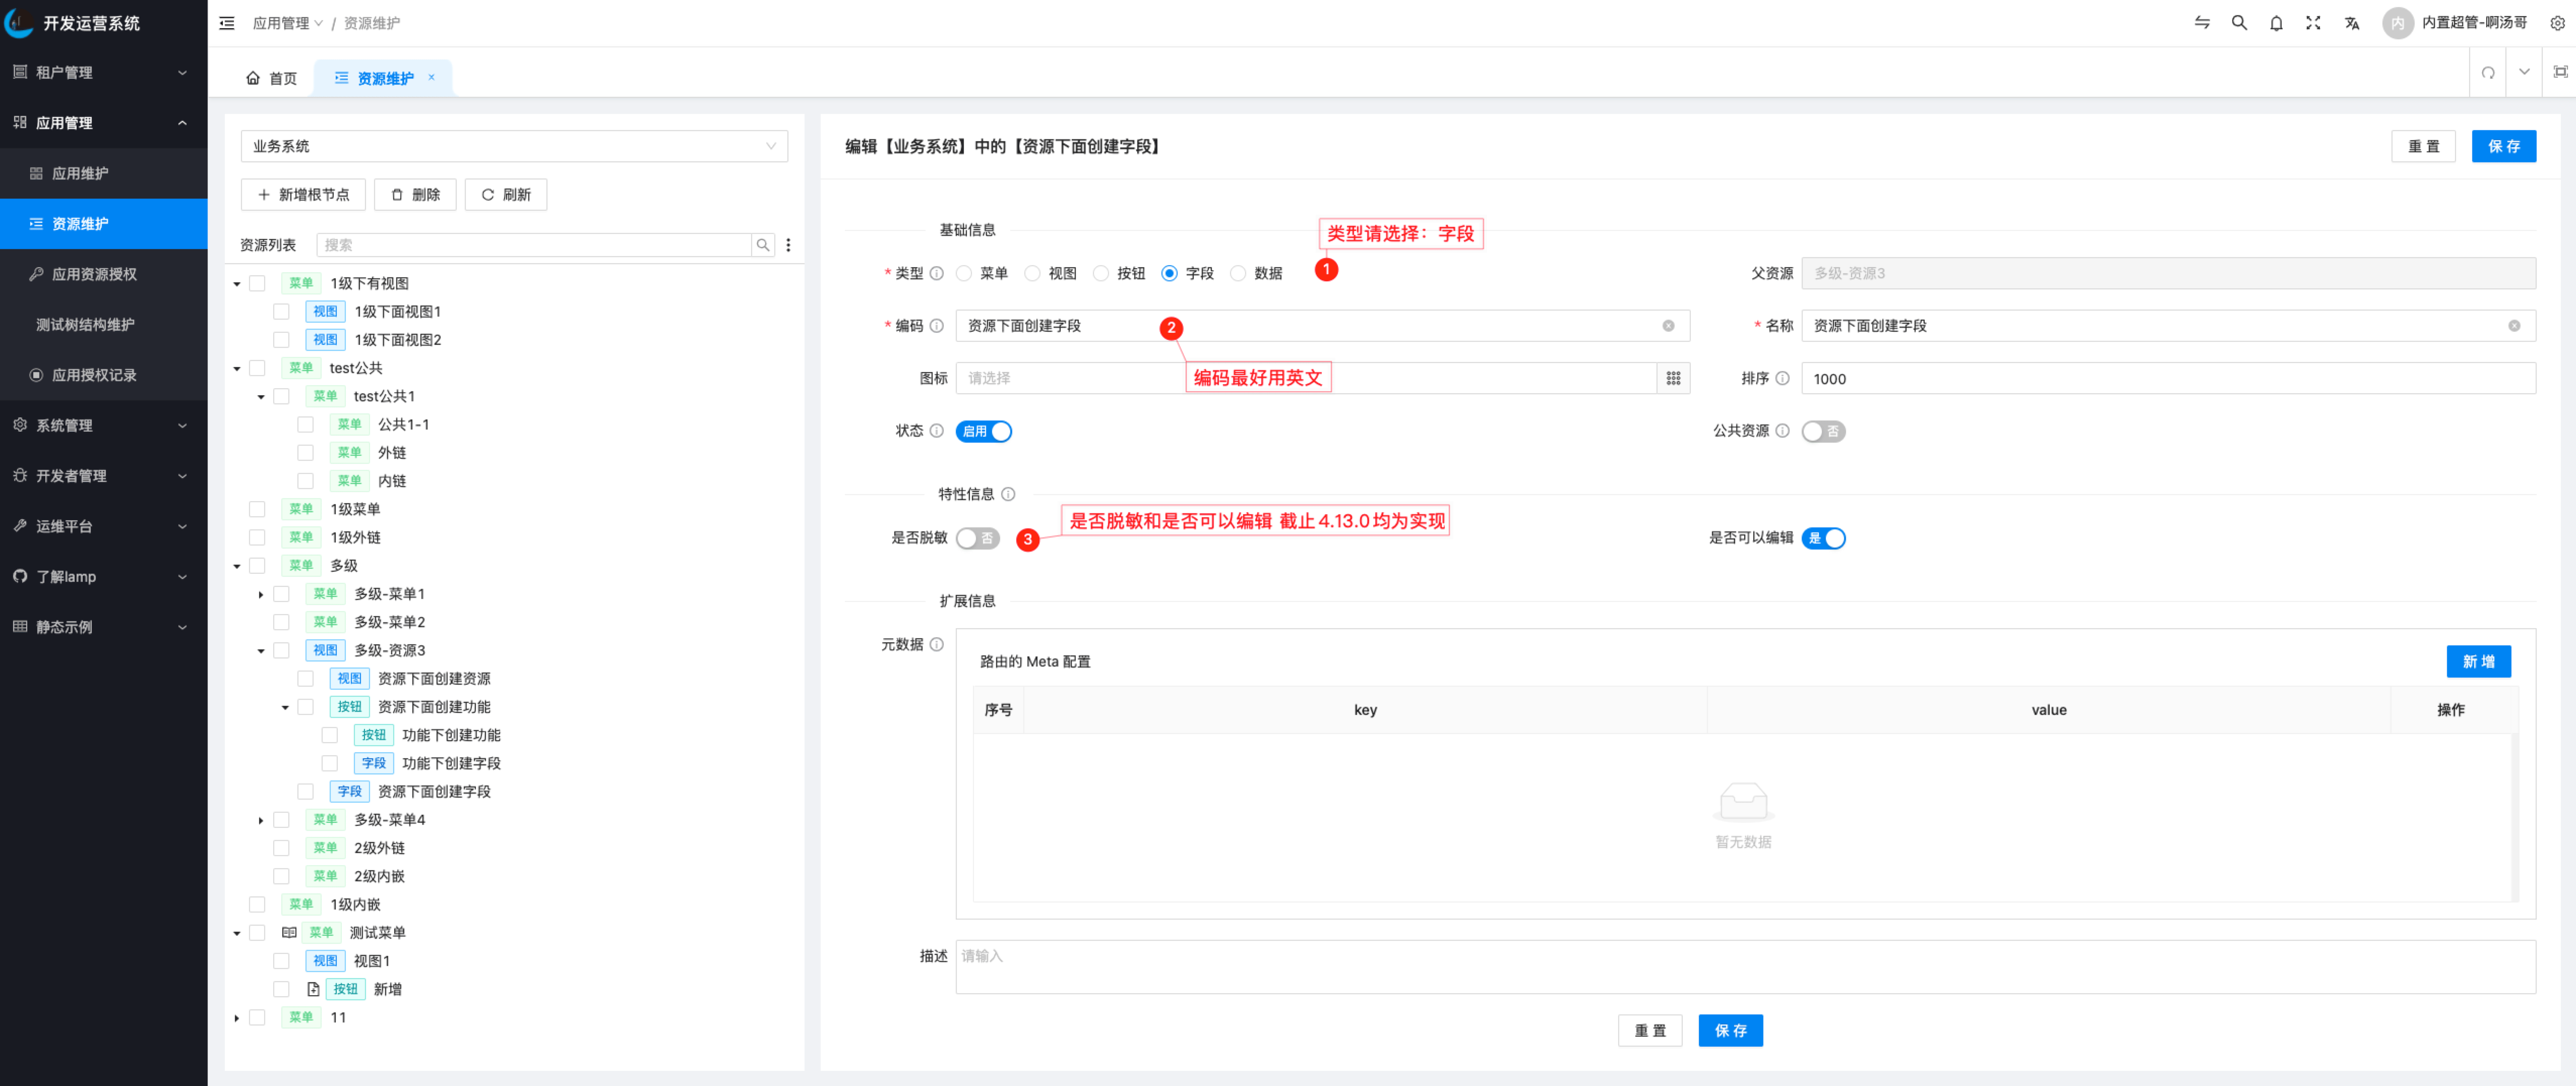 开发运营系统
应用管理 / 资源维护
内
内置超管-啊汤哥
首页
资源维护 ×
租户管理
应用管理
应用维护
资源维护
应用资源授权
测试树结构维护
应用授权记录
系统管理
开发者管理
运维平台
了解lamp
静态示例
业务系统
新增根节点 删除 刷新
资源列表 搜索
菜单 1级下有视图
视图 1级下面视图1
视图 1级下面视图2
菜单 test公共
菜单 test公共1
菜单 公共1-1
菜单 外链
菜单 内链
菜单 1级菜单
菜单 1级外链
菜单 多级
菜单 多级-菜单1
菜单 多级-菜单2
视图 多级-资源3
视图 资源下面创建资源
按钮 资源下面创建功能
按钮 功能下创建功能
字段 功能下创建字段
字段 资源下面创建字段
菜单 多级-菜单4
菜单 2级外链
菜单 2级内嵌
菜单 1级内嵌
菜单 测试菜单
视图 视图1
按钮 新增
菜单 11
编辑【业务系统】中的【资源下面创建字段】
重 置 保 存
基础信息
类型请选择：字段
* 类型 菜单 视图 按钮 字段 数据 1
父资源 多级-资源3
* 编码 资源下面创建字段 2
* 名称 资源下面创建字段
图标 请选择
编码最好用英文
排序 1000
状态 启用
公共资源 否
特性信息
是否脱敏和是否可以编辑 截止4.13.0均为实现
是否脱敏 否 3
是否可以编辑 是
扩展信息
元数据
路由的 Meta 配置
新 增
序号 key value 操作
暂无数据
描述 请输入
重 置 保 存